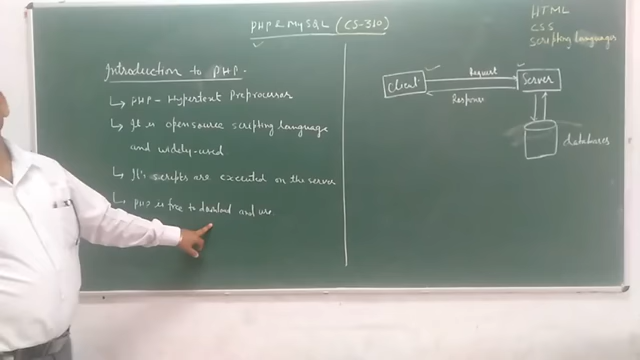 PHP & MySQL (CS-310)
HTML
CSS
Scripting languages
Introduction to PHP.
PHP - Hypertent Preprocessor
It is opensource scripting language
and widely-used
It's scripts are executed on the server
PHP is free to download and use
Client
Request
Response
Server
databases